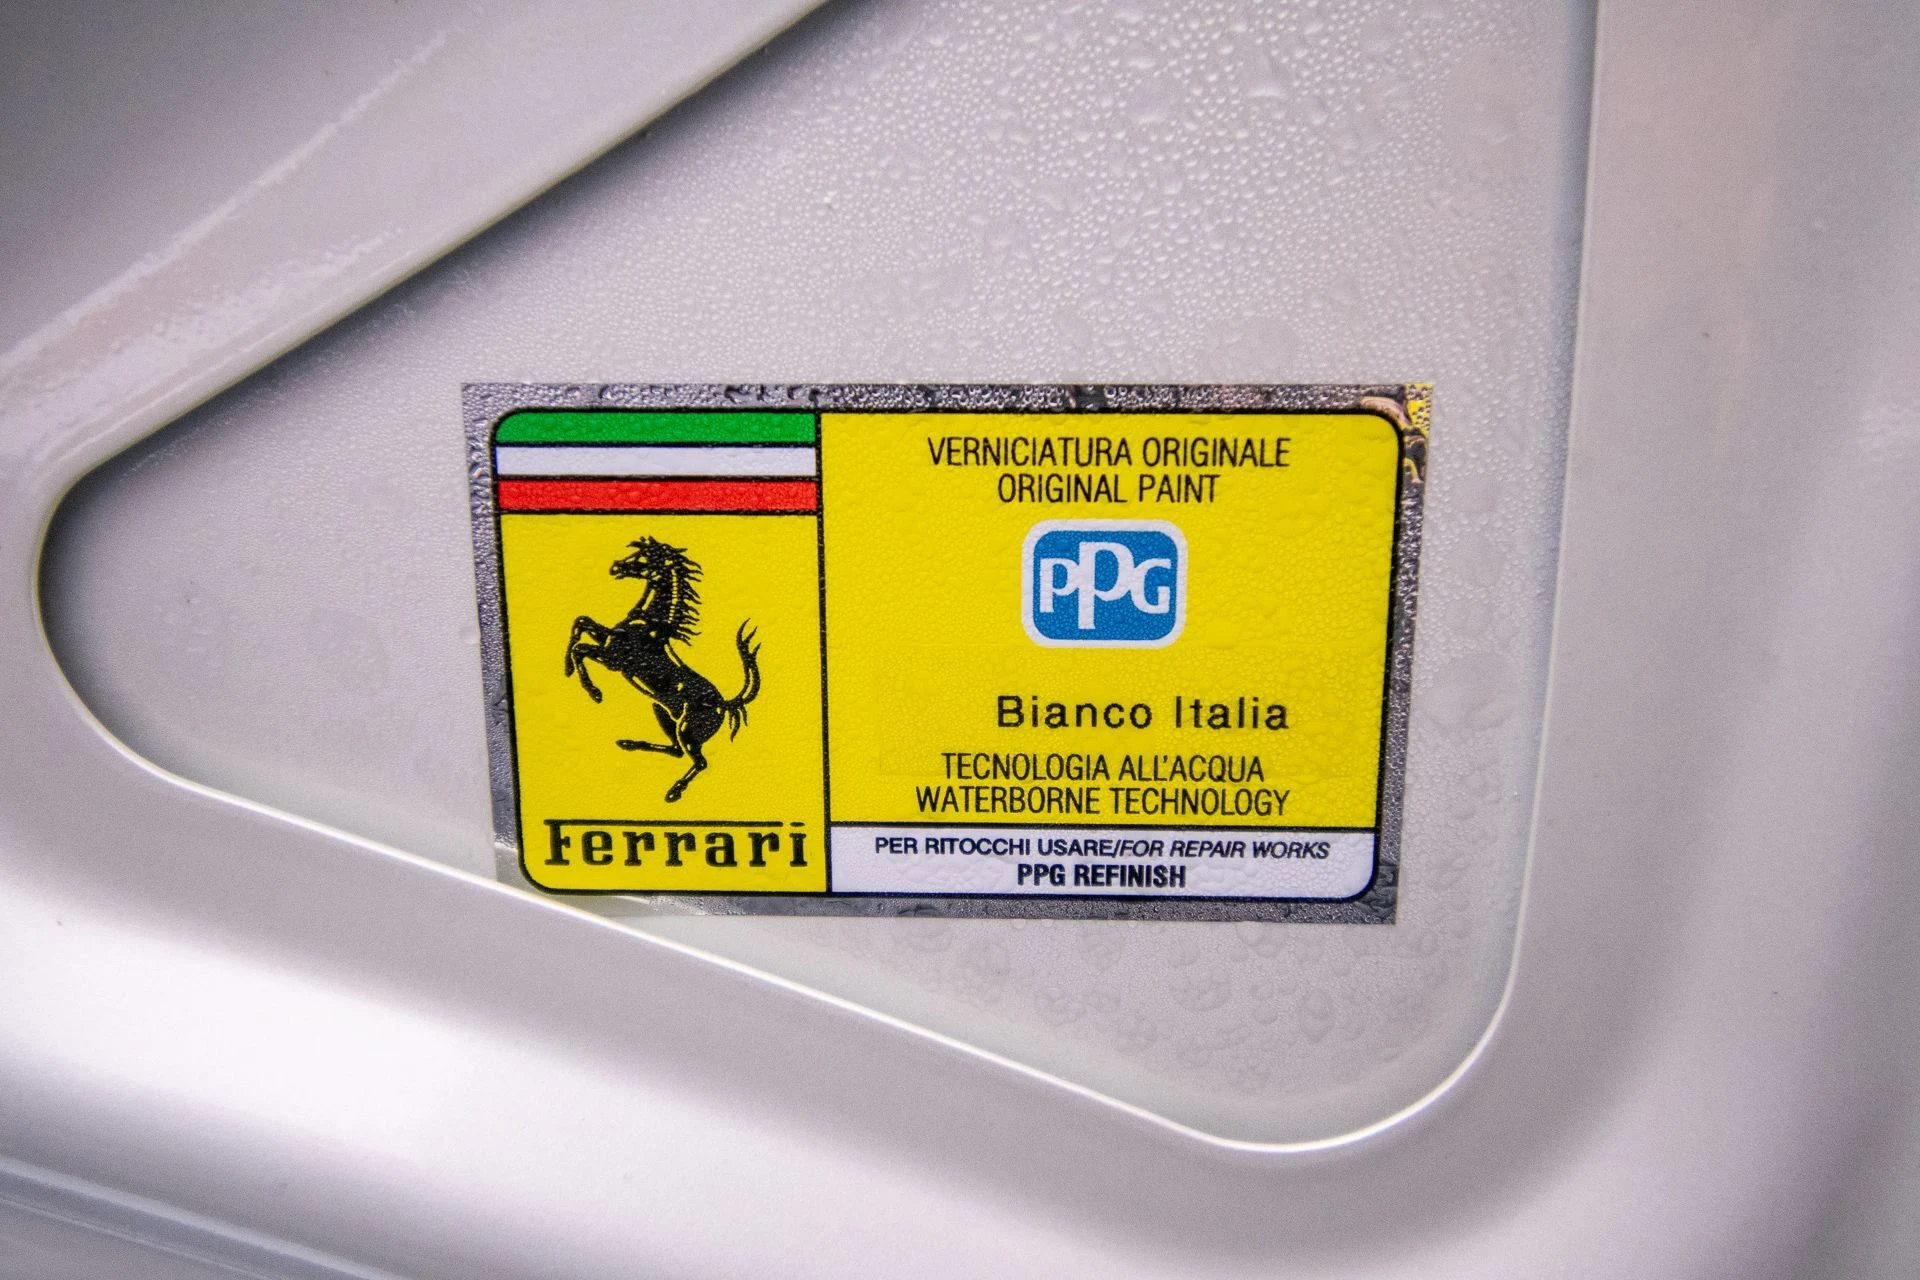 Ferrari
VERNICIATURA ORIGINALE
ORIGINAL PAINT
PPG
Bianco Italia
TECNOLOGIA ALL'ACQUA
WATERBORNE TECHNOLOGY
PER RITOCCHI USARE/FOR REPAIR WORKS
PPG REFINISH